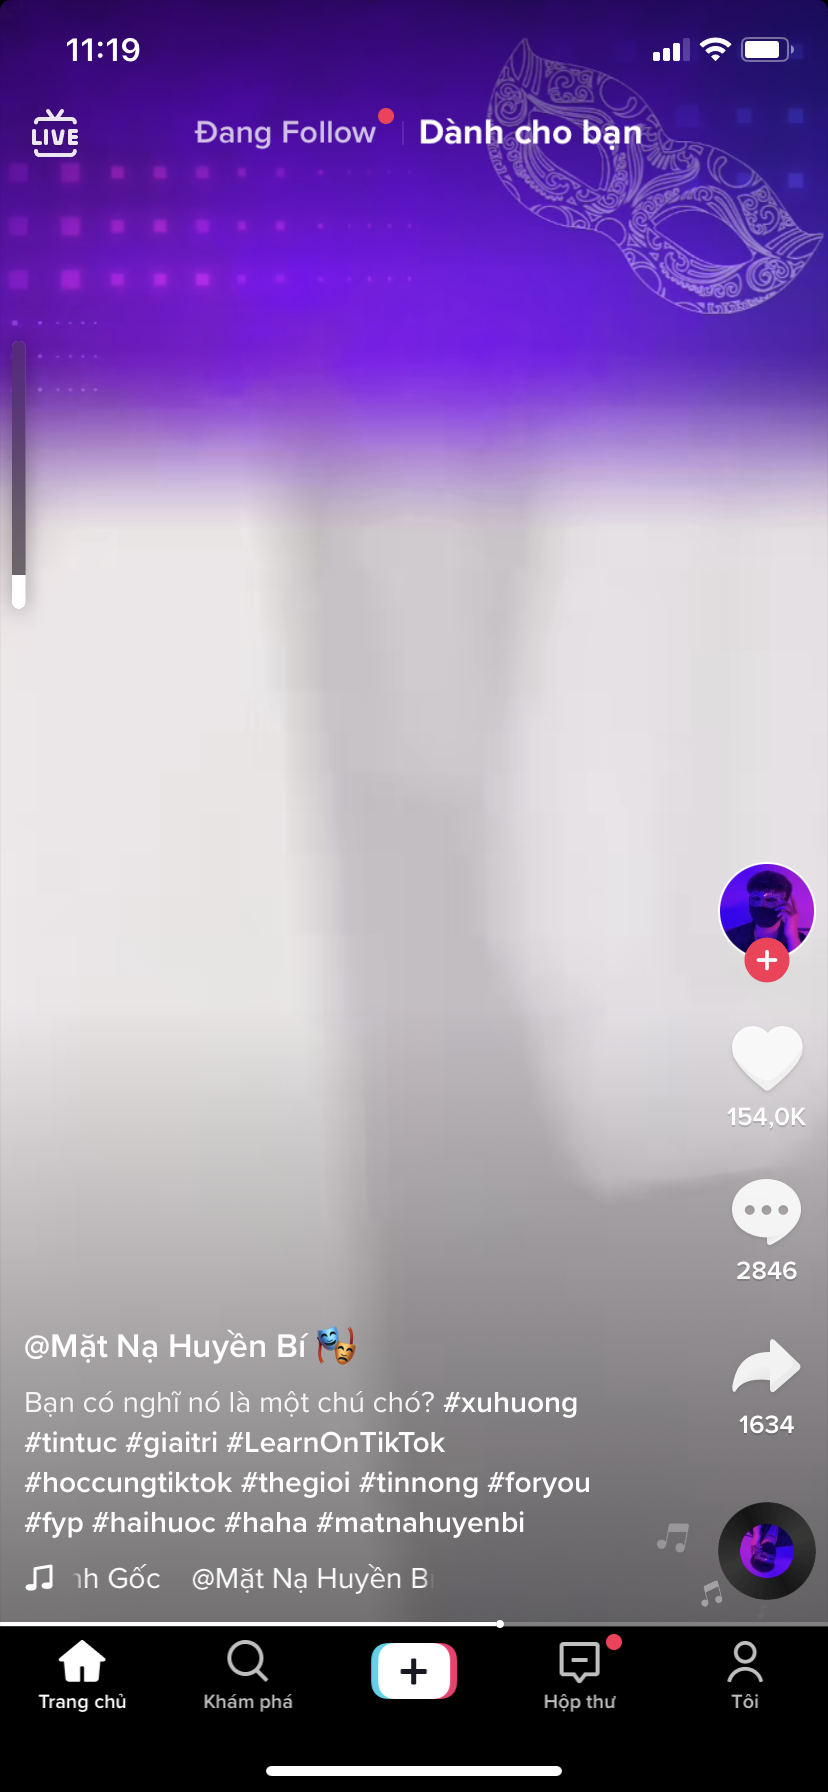 11:19
LIVE
Đang Follow
Dành cho bạn
154,0K
2846
1634
@Mặt Nạ Huyền Bí 🎭
Bạn có nghĩ nó là một chú chó? #xuhuong
#tintuc #giaitri #LearnOnTikTok
#hoccungtiktok #thegioi #tinnong #foryou
#fyp #haihuoc #haha #matnahuyenbi
nh Gốc @Mặt Nạ Huyền Bí
Trang chủ
Khám phá
Hộp thư
Tôi